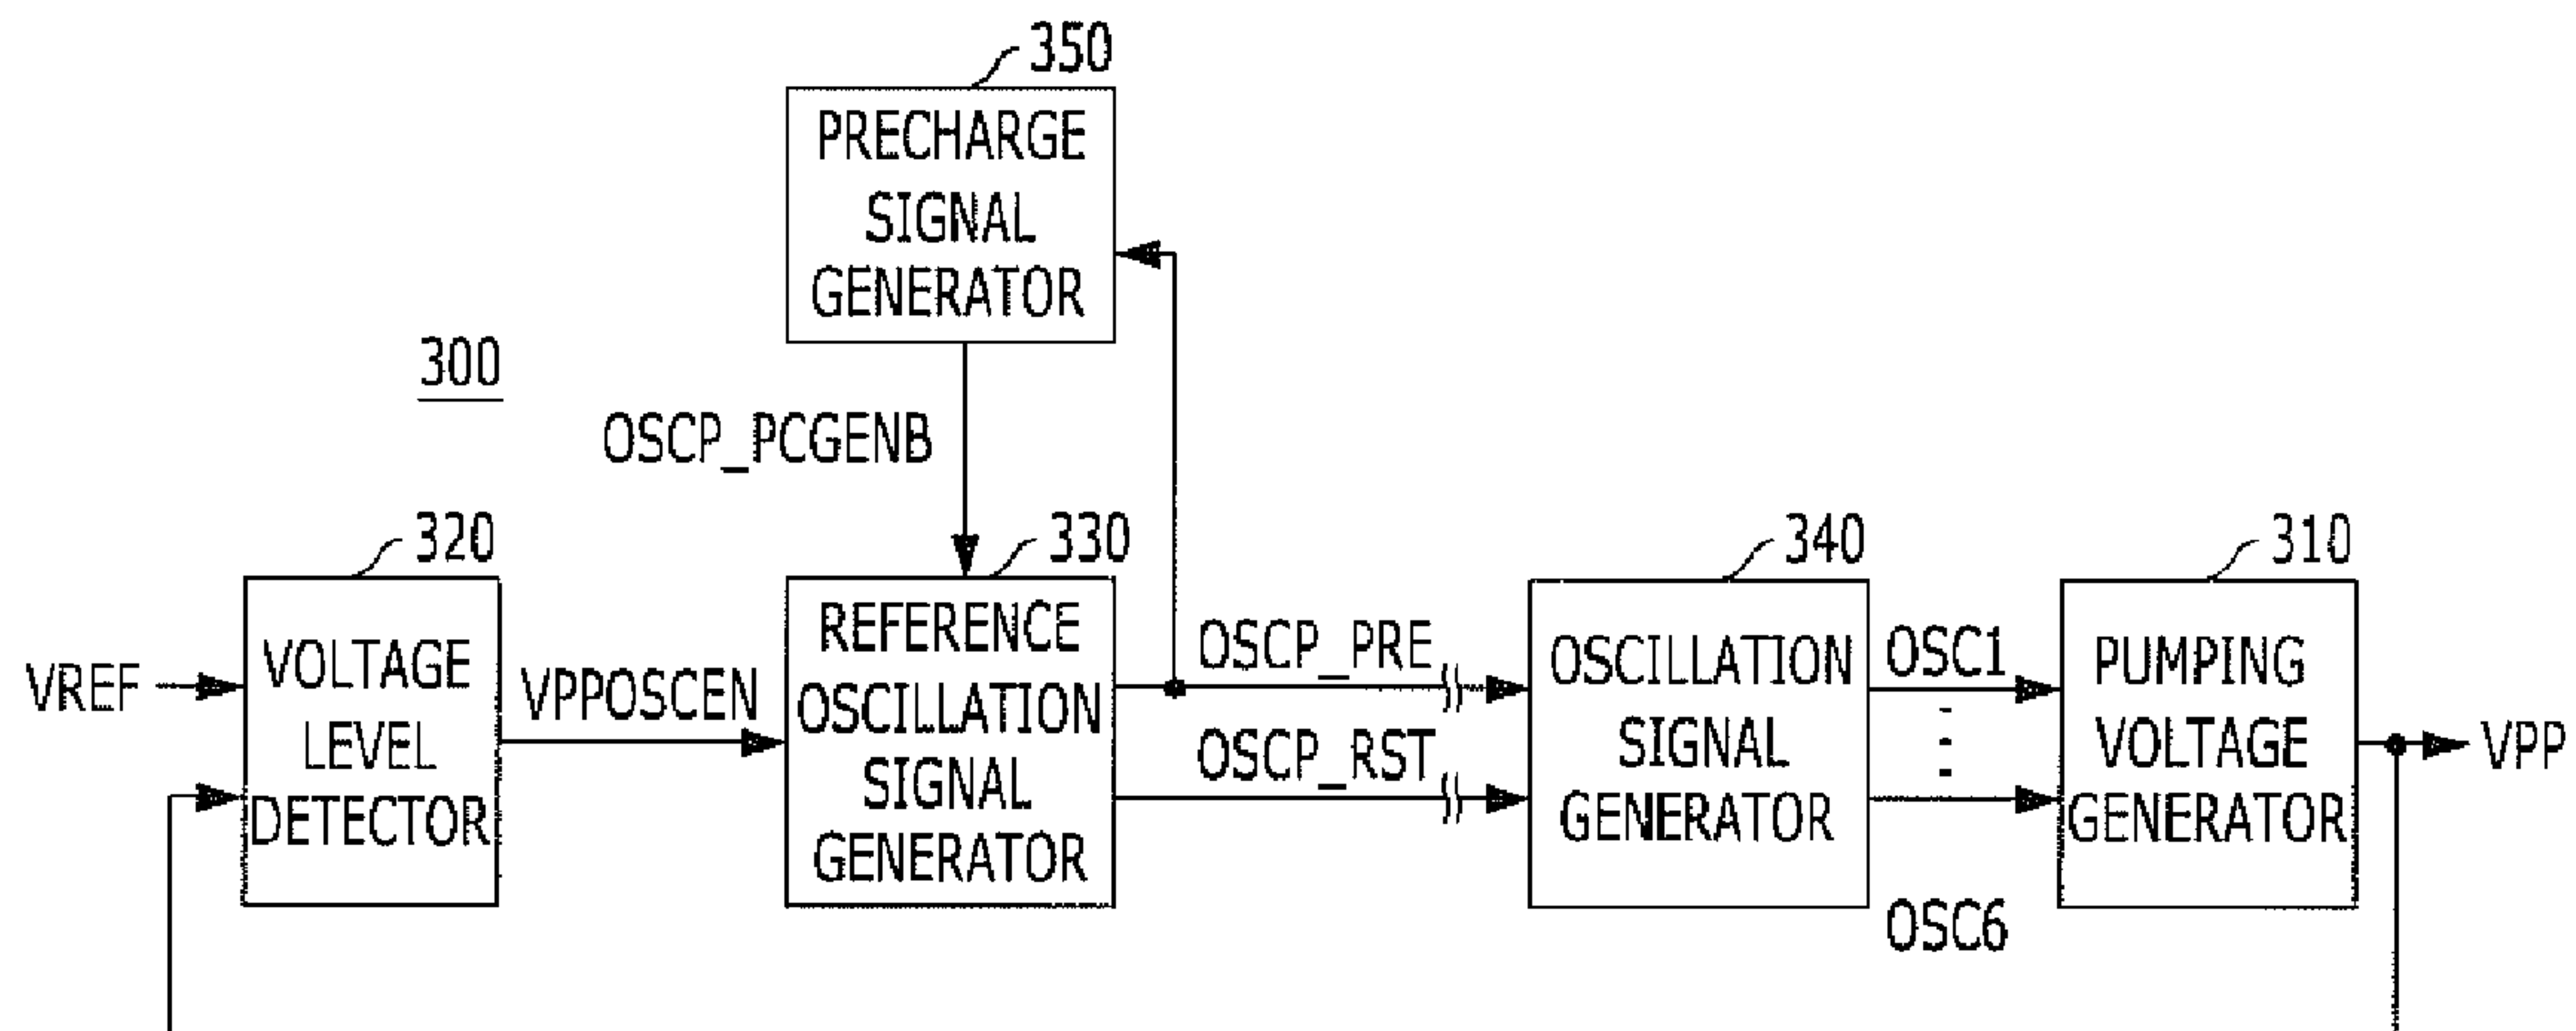 350
PRECHARGE
SIGNAL
GENERATOR
300
OSCP_PCGENB
320
330
340
310
VREF
VOLTAGE
LEVEL
DETECTOR
VPPOSCEN
REFERENCE
OSCILLATION
SIGNAL
GENERATOR
OSCP_PRE
OSCP_RST
OSCILLATION
SIGNAL
GENERATOR
OSC1
OSC6
PUMPING
VOLTAGE
GENERATOR
VPP